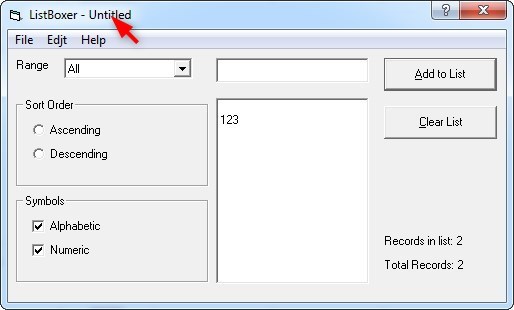 ListBoxer - Untitled
File Edjt Help
Range All Add to List
123 Clear List
Sort Order
Ascending
Descending
Symbols
Alphabetic
Numeric
Records in list: 2
Total Records: 2